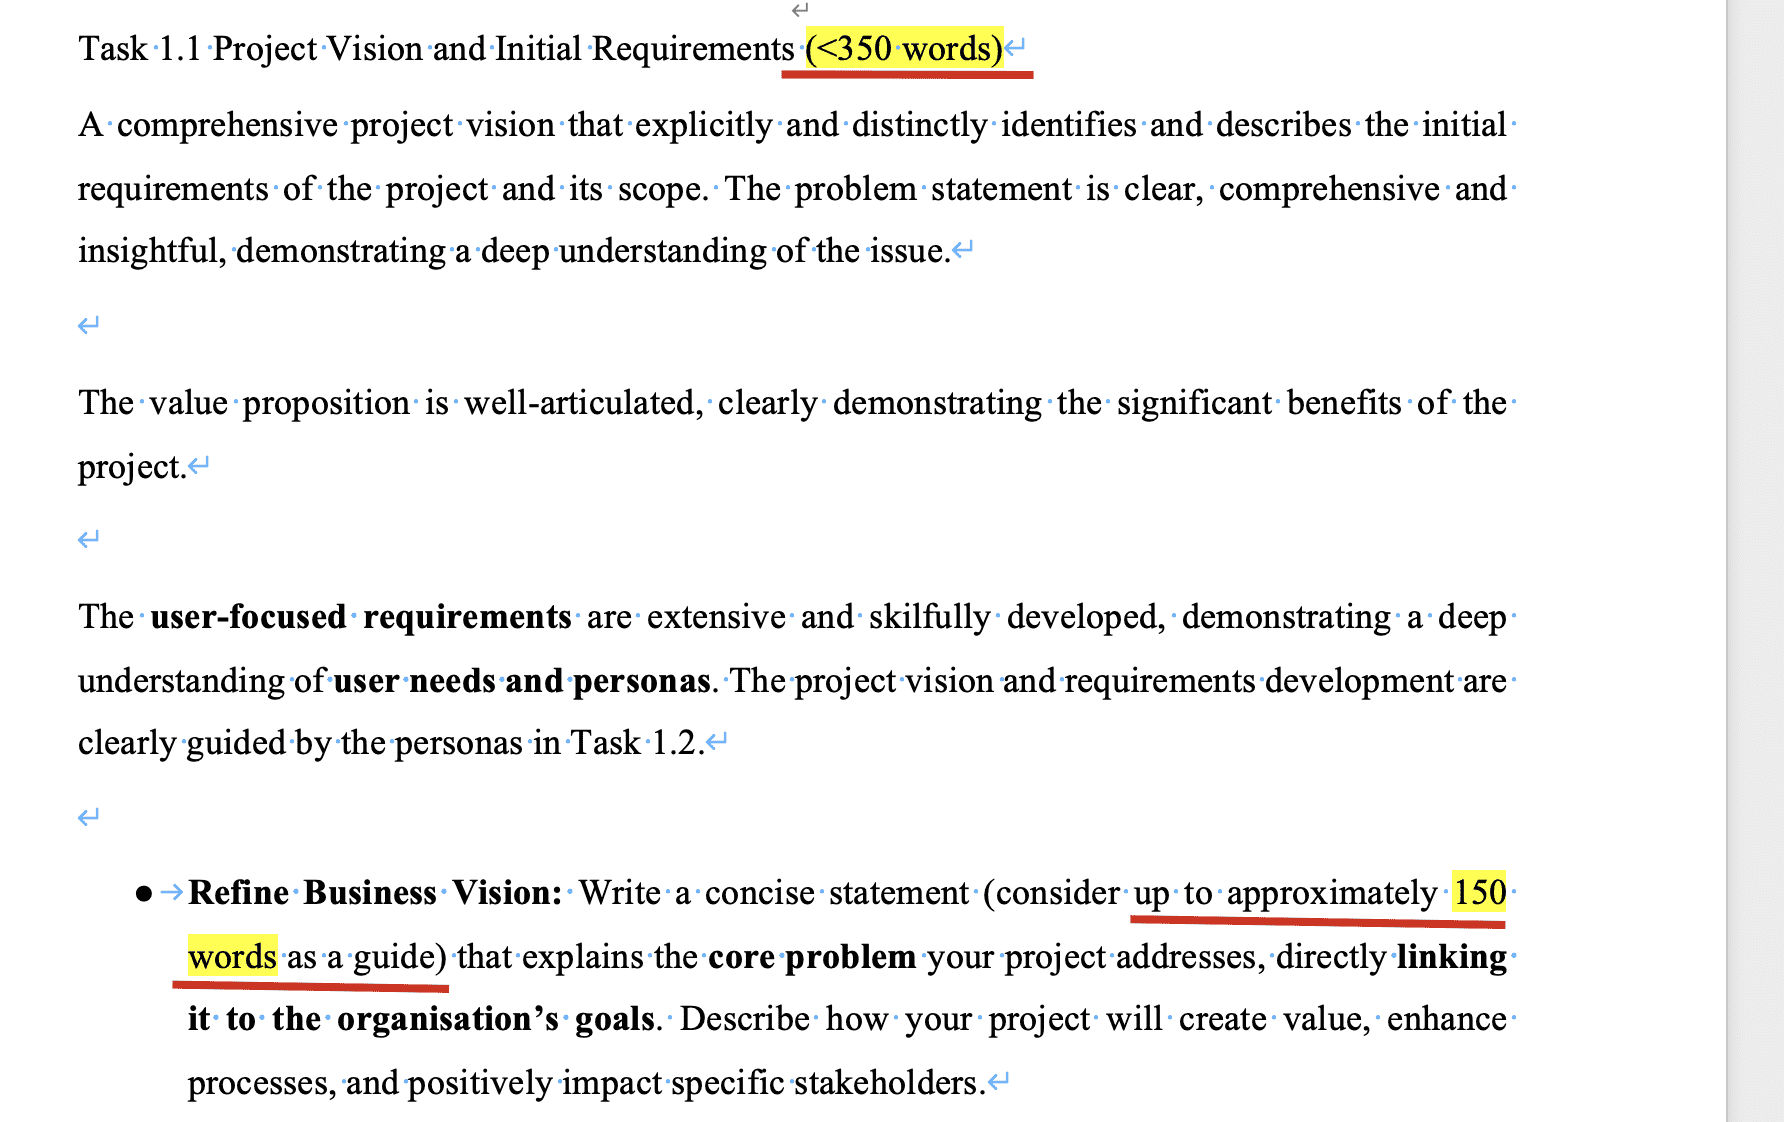 Task 1.1 Project Vision and Initial Requirements (<350 words)
A comprehensive project vision that explicitly and distinctly identifies and describes the initial
requirements of the project and its scope. The problem statement is clear, comprehensive and
insightful, demonstrating a deep understanding of the issue.
The value proposition is well-articulated, clearly demonstrating the significant benefits of the
project.
The user-focused requirements are extensive and skilfully developed, demonstrating a deep
understanding of user needs and personas. The project vision and requirements development are
clearly guided by the personas in Task 1.2.
● Refine Business Vision: Write a concise statement (consider up to approximately 150
words as a guide) that explains the core problem your project addresses, directly linking
it to the organisation’s goals. Describe how your project will create value, enhance
processes, and positively impact specific stakeholders.